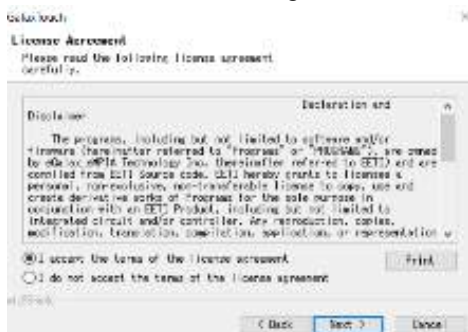 GalaxTouch
License Agreement
Please read the following license agreement
carefully.
Declaration and
Disclaimer
The programs, including but not limited to software and/or
firmware (hereinafter referred to "Programs" or "PROGRAMS"), are owned
by eGalax_eMPIA Technology Inc. (hereinafter referred to EETI) and are
compiled from EETI Source code. EETI hereby grants to licensee a
personal, non-exclusive, non-transferable license to copy, use and
create derivative works of Programs for the sole purpose in
conjunction with an EETI Product, including but not limited to
integrated circuit and/or controller. Any reproduction, copies,
modification, translation, compilation, application, or representation
I accept the terms of the license agreement
Print
I do not accept the terms of the license agreement
< Back
Next >
Cancel